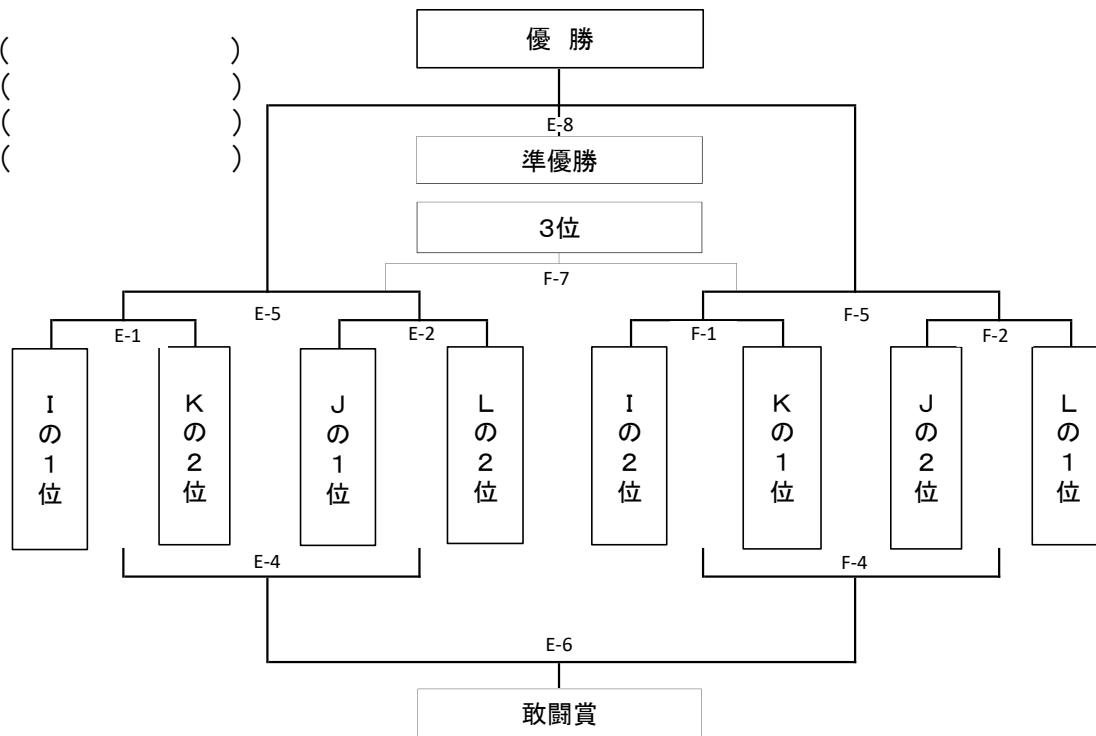 優 勝
(　　　　　)
(　　　　　)
(　　　　　)
(　　　　　)
E-8
準優勝
3位
F-7
E-5
F-5
E-1
E-2
F-1
F-2
Iの1位
Kの2位
Jの1位
Lの2位
Iの2位
Kの1位
Jの2位
Lの1位
E-4
F-4
E-6
敢闘賞